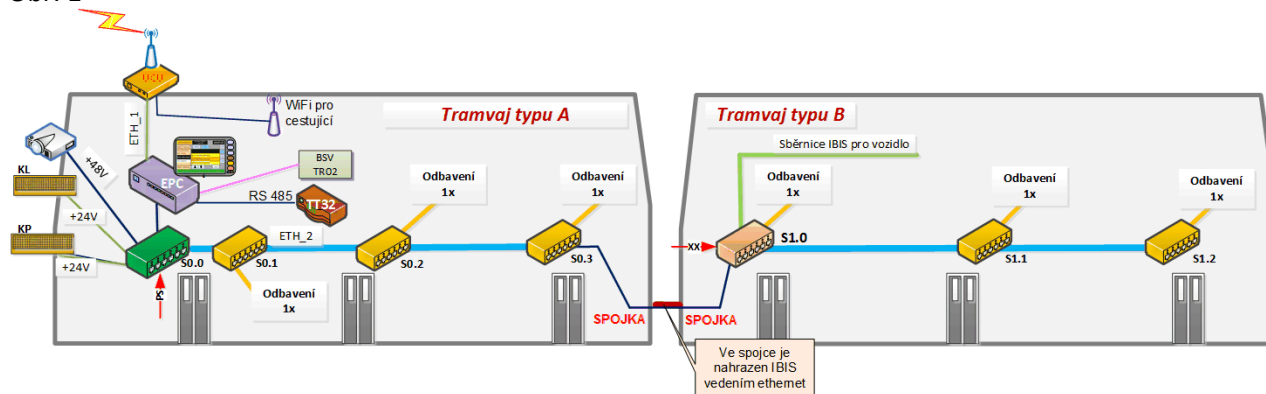 UCU
ETH_1
WiFi pro
cestující
Tramvaj typu A
Tramvaj typu B
Sběrnice IBIS pro vozidlo
+48V
KL
EPC
BSV
TR02
RS 485
TT32
Odbavení
1x
Odbavení
1x
Odbavení
1x
Odbavení
1x
Odbavení
1x
+24V
KP
+24V
S0.0
PS
S0.1
ETH_2
S0.2
S0.3
XX
S1.0
S1.1
S1.2
Odbavení
1x
SPOJKA
SPOJKA
Ve spojce je
nahrazen IBIS
vedením ethernet